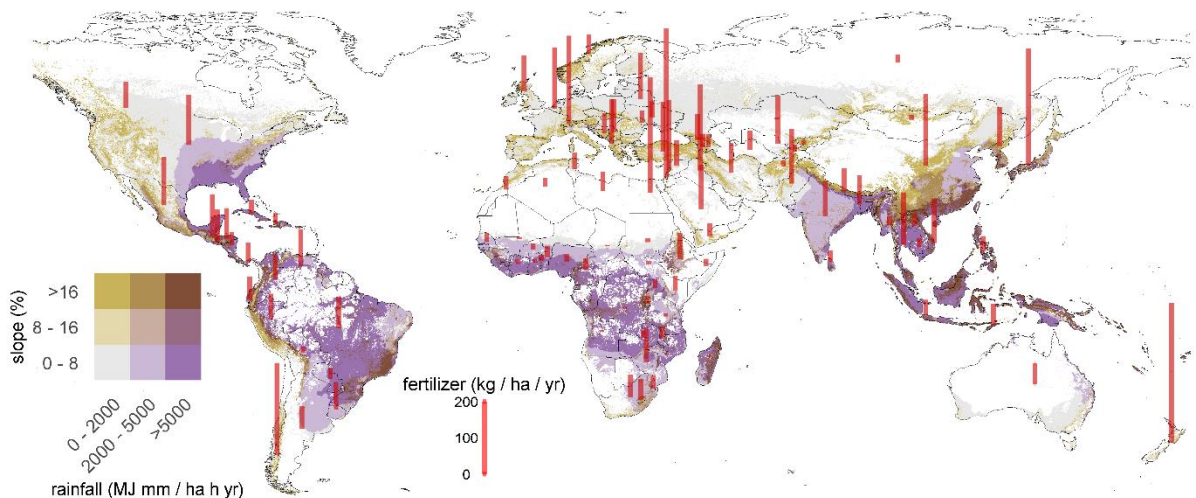 slope (%)
>16
8 - 16
0 - 8
0 - 2000
2000 - 5000
>5000
rainfall (MJ mm / ha h yr)
fertilizer (kg / ha / yr)
200
100
0